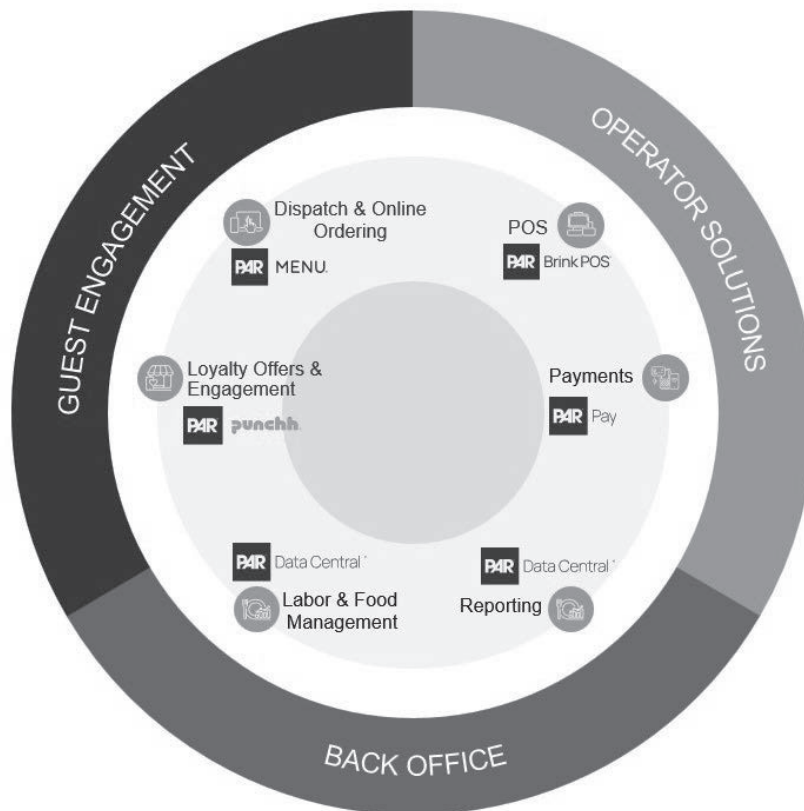 GUEST ENGAGEMENT
OPERATOR SOLUTIONS
Dispatch & Online
Ordering
PAR MENU.
POS
PAR Brink POS
Loyalty Offers &
Engagement
PAR punchh.
Payments
PAR Pay
PAR Data Central
Labor & Food
Management
PAR Data Central
Reporting
BACK OFFICE